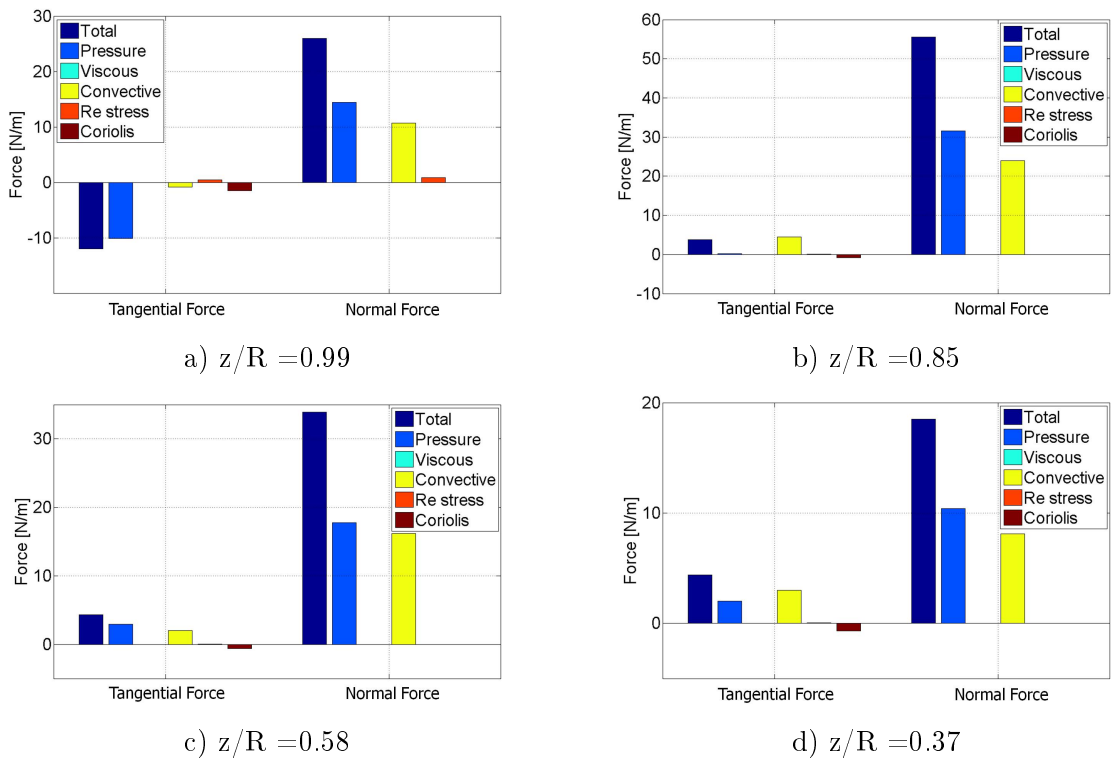 30
20
10
0
-10
Force [N/m]
Total
Pressure
Viscous
Convective
Re stress
Coriolis
Tangential Force
Normal Force
a) z/R =0.99
60
50
40
30
20
10
0
-10
Force [N/m]
Total
Pressure
Viscous
Convective
Re stress
Coriolis
Tangential Force
Normal Force
b) z/R =0.85
30
20
10
0
Force [N/m]
Total
Pressure
Viscous
Convective
Re stress
Coriolis
Tangential Force
Normal Force
c) z/R =0.58
20
10
0
Force [N/m]
Total
Pressure
Viscous
Convective
Re stress
Coriolis
Tangential Force
Normal Force
d) z/R =0.37